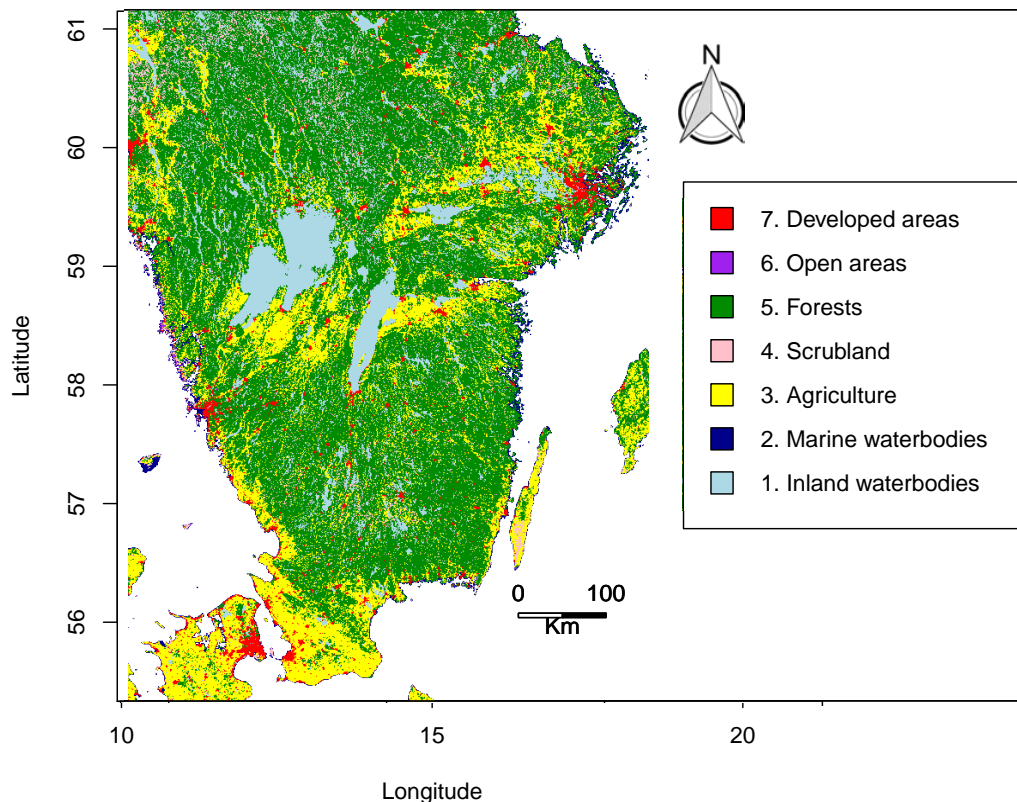 N
61
60
59
58
57
56
Latitude
7. Developed areas
6. Open areas
5. Forests
4. Scrubland
3. Agriculture
2. Marine waterbodies
1. Inland waterbodies
0 100
Km
10 15 20
Longitude